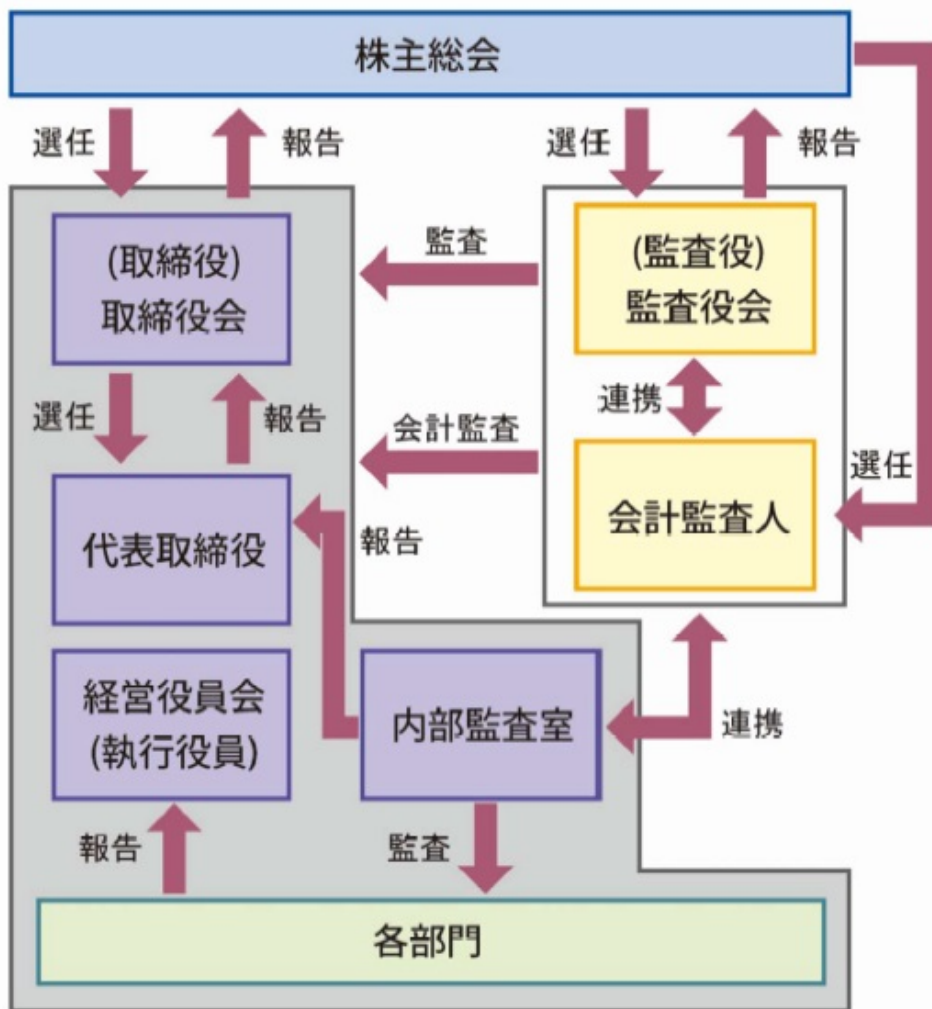 株主総会
選任
報告
選任
報告
(取締役)
取締役会
監査
(監査役)
監査役会
選任
報告
会計監査
連携
選任
代表取締役
報告
会計監査人
経営役員会
(執行役員)
内部監査室
連携
報告
監査
各部門